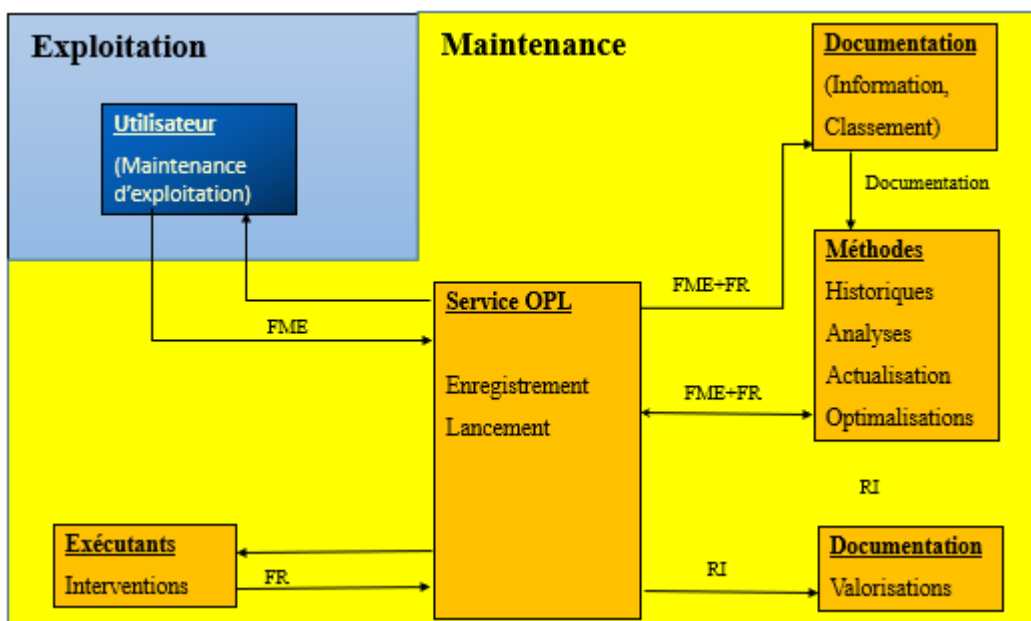 Exploitation
Utilisateur
(Maintenance
d'exploitation)
Maintenance
Documentation
(Information,
Classement)
Documentation
FME
Service OPL
Enregistrement
Lancement
FME+FR
FME+FR
Méthodes
Historiques
Analyses
Actualisation
Optimalisations
RI
Exécutants
Interventions
FR
RI
Documentation
Valorisations